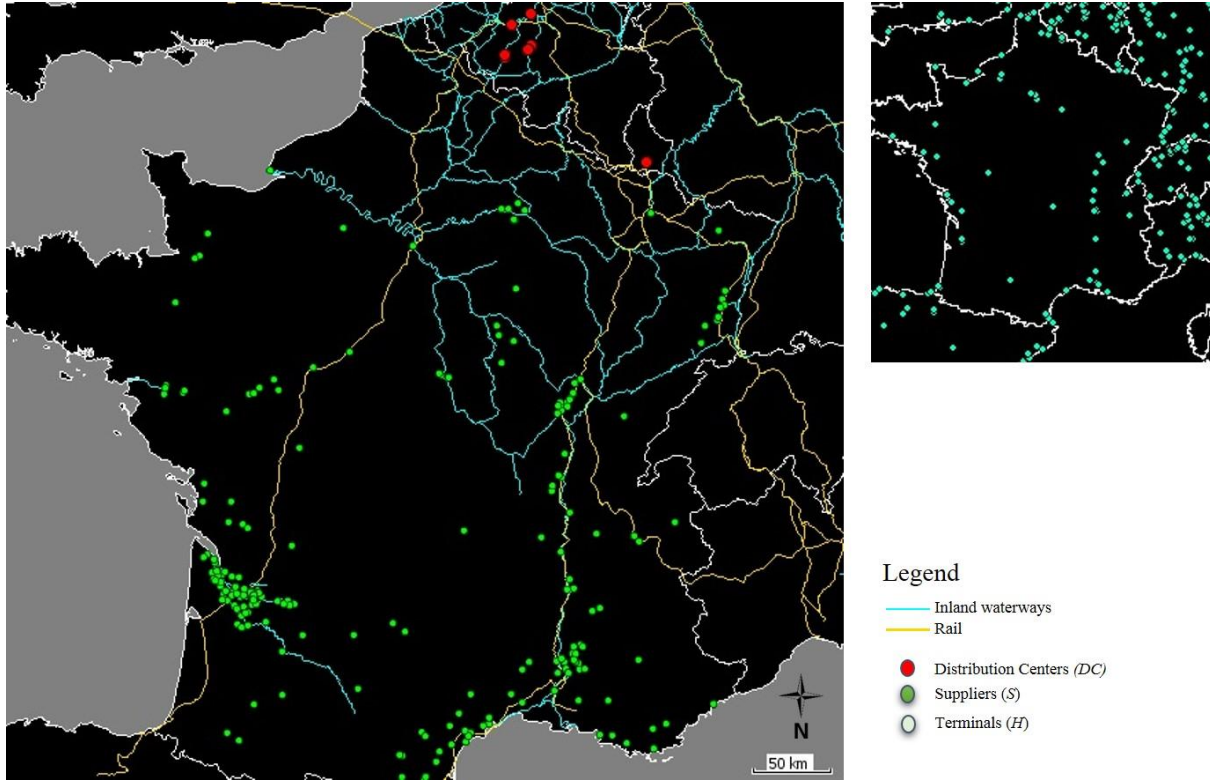 N
50 km
Legend
Inland waterways
Rail
Distribution Centers (DC)
Suppliers (S)
Terminals (H)